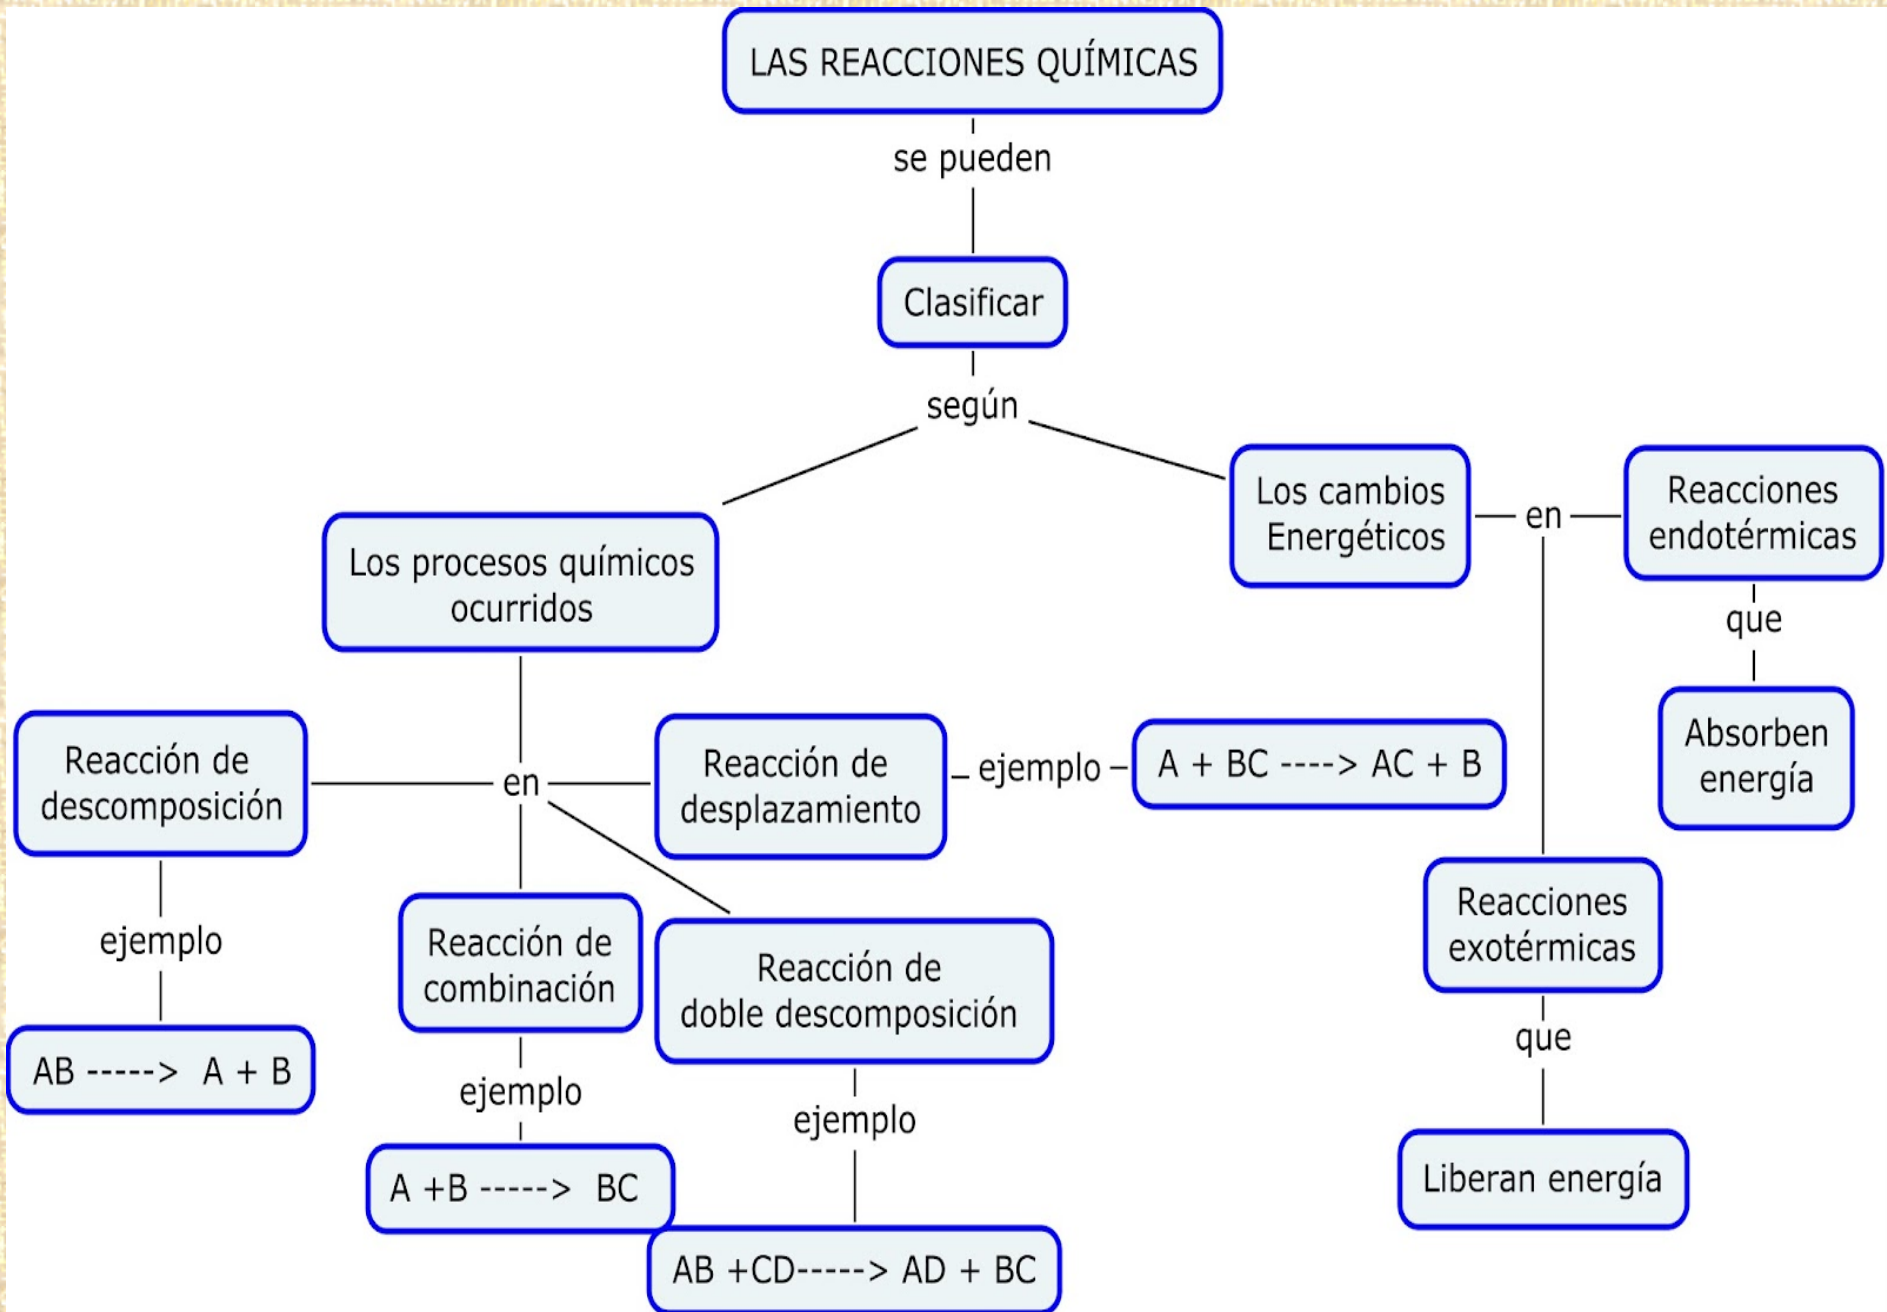 LAS REACCIONES QUÍMICAS
se pueden
Clasificar
según
Los procesos químicos
ocurridos
en
Reacción de
descomposición
ejemplo
AB -----> A + B
Reacción de
combinación
ejemplo
A +B -----> BC
Reacción de
doble descomposición
ejemplo
AB +CD-----> AD + BC
Reacción de
desplazamiento
ejemplo
A + BC ----> AC + B
Los cambios
Energéticos
en
Reacciones
endotérmicas
que
Absorben
energía
Reacciones
exotérmicas
que
Liberan energía